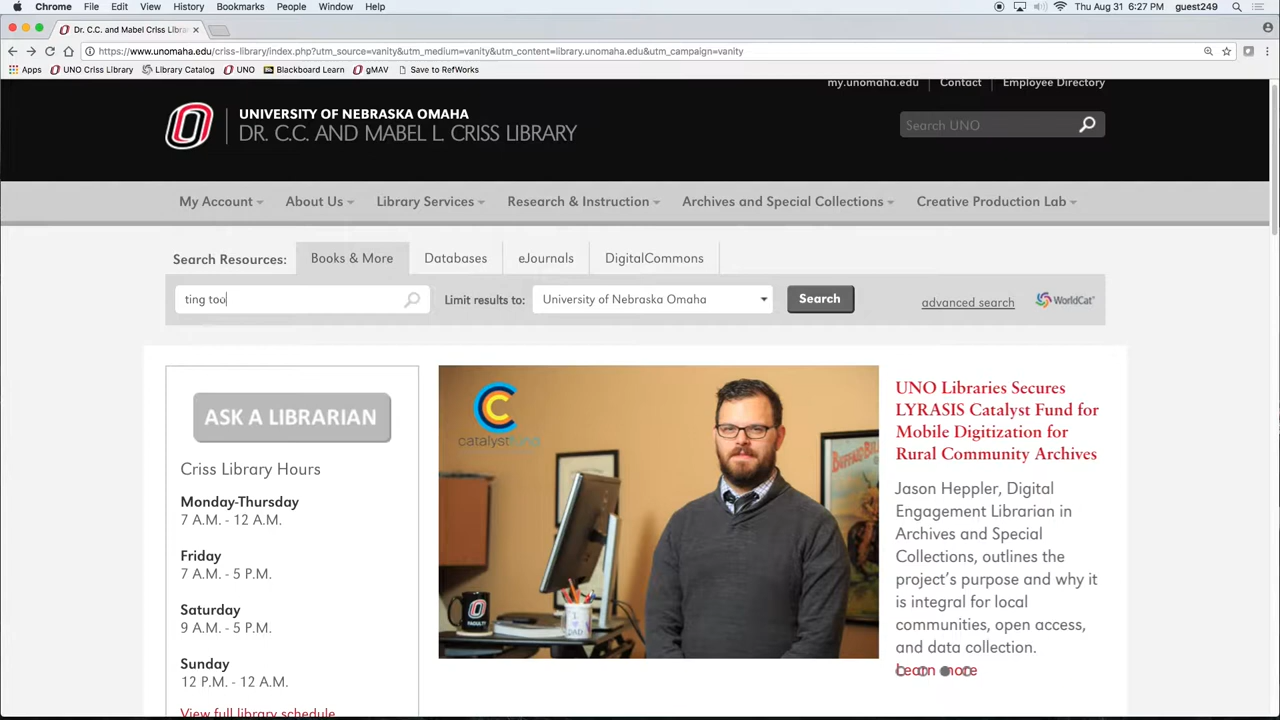 Chrome File Edit View History Bookmarks People Window Help Thu Aug 31 6:27 PM guest249
Dr. C.C. and Mabel Criss Libra
https://www.unomaha.edu/criss-library/index.php?utm_source=vanity&utm_medium=vanity&utm_content=library.unomaha.edu&utm_campaign=vanity
Apps UNO Criss Library Library Catalog UNO Blackboard Learn gMAV Save to RefWorks
my.unomaha.edu Contact Employee Directory
UNIVERSITY OF NEBRASKA OMAHA
DR. C.C. AND MABEL L. CRISS LIBRARY
Search UNO
My Account About Us Library Services Research & Instruction Archives and Special Collections Creative Production Lab
Search Resources: Books & More Databases eJournals DigitalCommons
ting too Limit results to: University of Nebraska Omaha Search advanced search WorldCat
ASK A LIBRARIAN
Criss Library Hours
Monday-Thursday
7 A.M. - 12 A.M.
Friday
7 A.M. - 5 P.M.
Saturday
9 A.M. - 5 P.M.
Sunday
12 P.M. - 12 A.M.
View full library schedule
catalystfund
BUFFALO BILL
FACULTY
I
DAD
UNO Libraries Secures
LYRASIS Catalyst Fund for
Mobile Digitization for
Rural Community Archives
Jason Heppler, Digital
Engagement Librarian in
Archives and Special
Collections, outlines the
project's purpose and why it
is integral for local
communities, open access,
and data collection.
Learn more